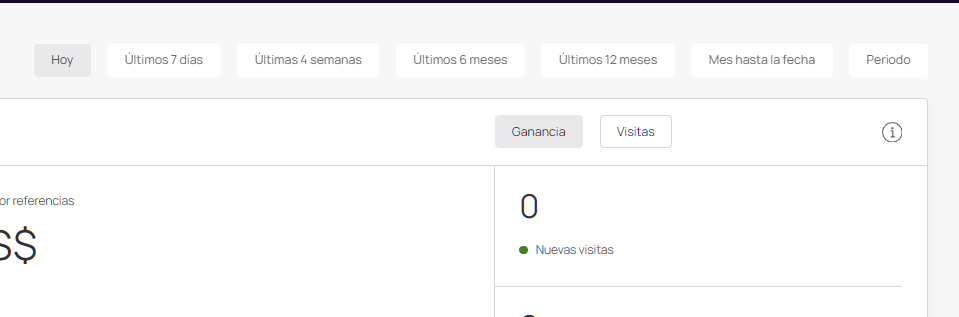 Hoy Últimos 7 días Últimas 4 semanas Últimos 6 meses Últimos 12 meses Mes hasta la fecha Periodo
Ganancia Visitas
or referencias
S$
0
Nuevas visitas